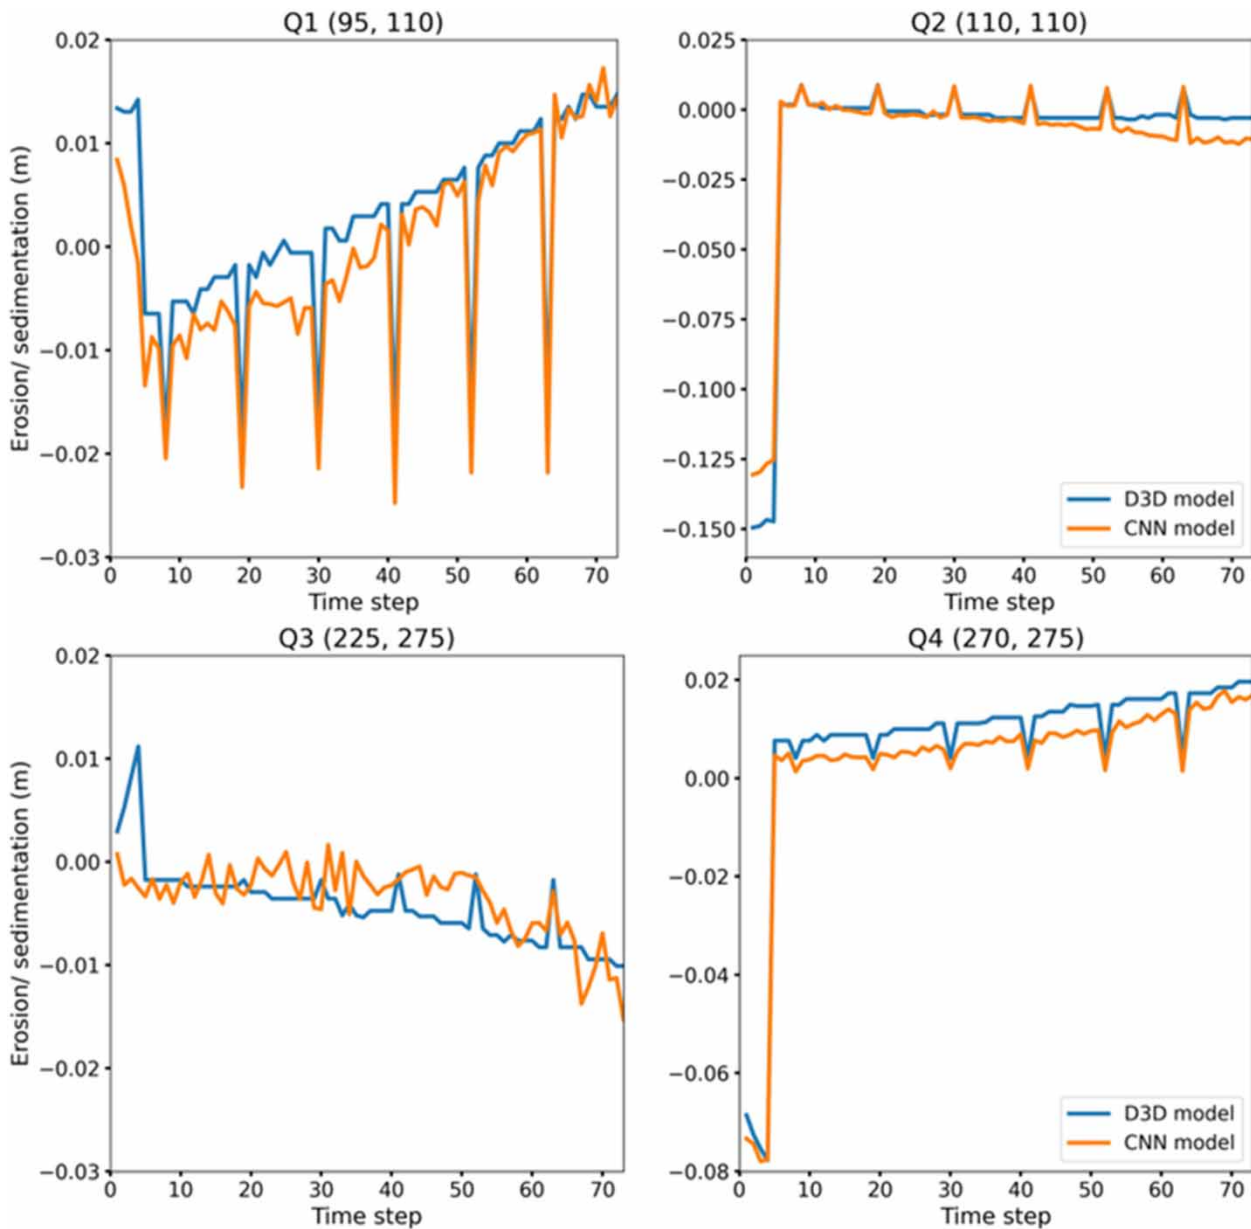 Q1 (95, 110)
Q2 (110, 110)
0.02
0.01
0.00
−0.01
−0.02
−0.03
Erosion/ sedimentation (m)
0 10 20 30 40 50 60 70
Time step
0.025
0.000
−0.025
−0.050
−0.075
−0.100
−0.125
−0.150
D3D model
CNN model
0 10 20 30 40 50 60 70
Time step
Q3 (225, 275)
Q4 (270, 275)
0.02
0.01
0.00
−0.01
−0.02
−0.03
Erosion/ sedimentation (m)
0 10 20 30 40 50 60 70
Time step
0.02
0.00
−0.02
−0.04
−0.06
−0.08
D3D model
CNN model
0 10 20 30 40 50 60 70
Time step